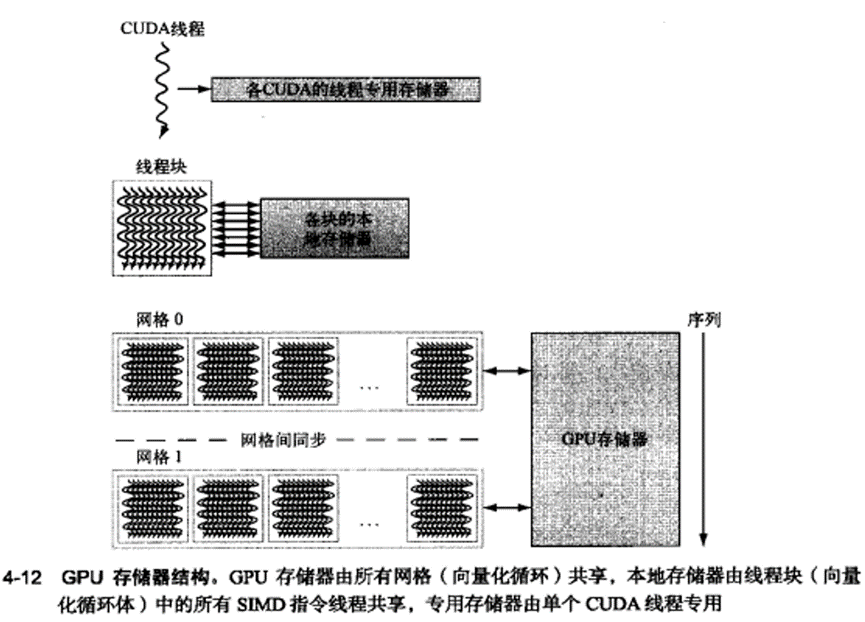 CUDA线程
各CUDA的线程专用存储器
线程块
各块的本
地存储器
网格 0
序列
...
GPU存储器
网格间同步
网格 1
...
4-12 GPU 存储器结构。GPU 存储器由所有网格（向量化循环）共享，本地存储器由线程块（向量
化循环体）中的所有 SIMD 指令线程共享，专用存储器由单个 CUDA 线程专用